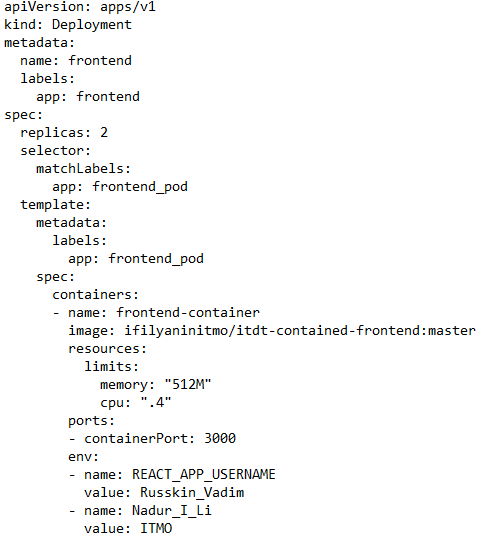 apiVersion: apps/v1
kind: Deployment
metadata:
  name: frontend
  labels:
    app: frontend
spec:
  replicas: 2
  selector:
    matchLabels:
      app: frontend_pod
  template:
    metadata:
      labels:
        app: frontend_pod
    spec:
      containers:
      - name: frontend-container
        image: ifilyaninitmo/itdt-contained-frontend:master
        resources:
          limits:
            memory: "512M"
            cpu: ".4"
        ports:
        - containerPort: 3000
        env:
        - name: REACT_APP_USERNAME
          value: Russkin_Vadim
        - name: Nadur_I_Li
          value: ITMO